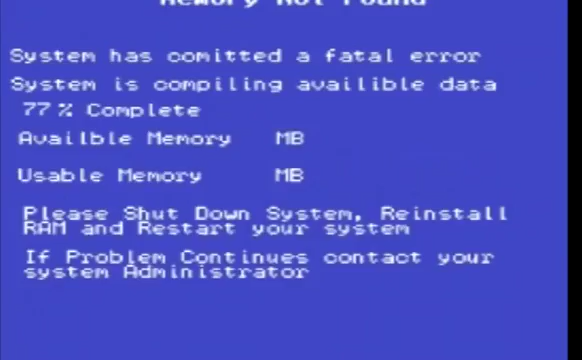 Memory Not Found
System has comitted a fatal error
System is compiling availible data
77% Complete
Availble Memory MB
Usable Memory MB
Please Shut Down System, Reinstall
RAM and Restart your system
If Problem Continues contact your
system Administrator